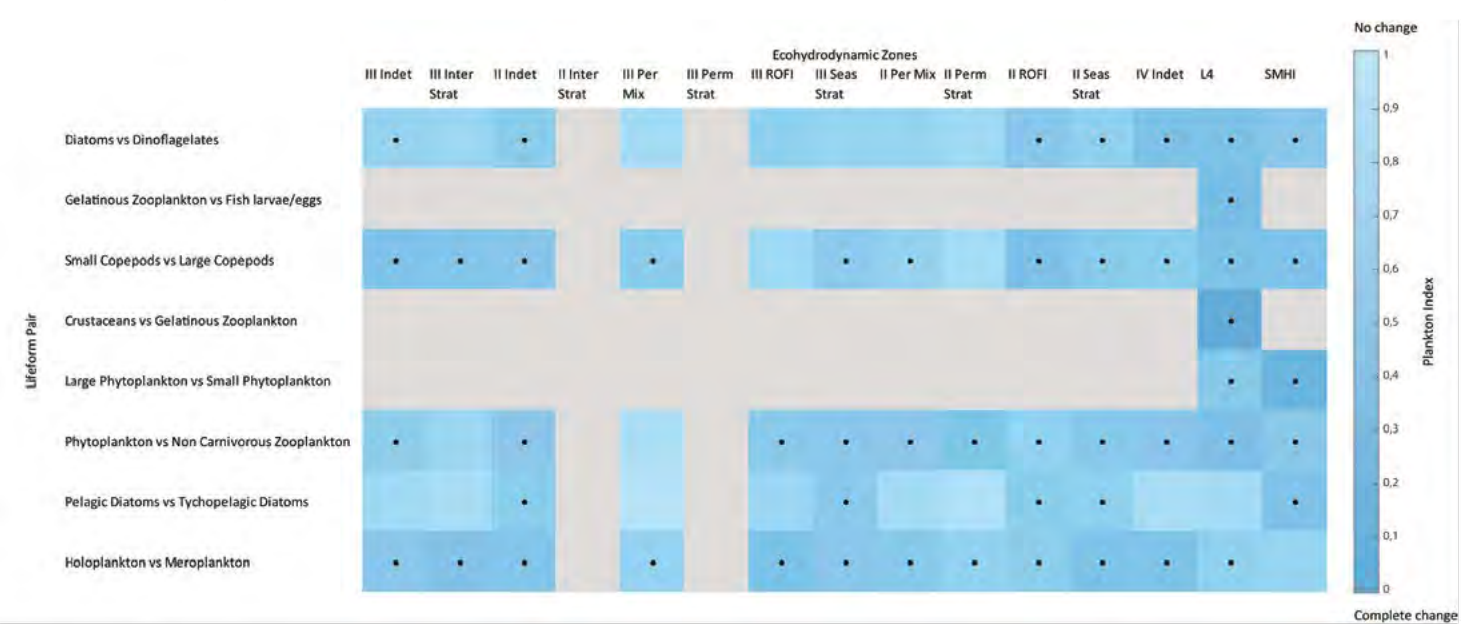 No change
Ecohydrodynamic Zones
III Indet III Inter II Indet II Inter III Per III Perm III ROFI III Seas II Per Mix II Perm II ROFI II Seas IV Indet L4 SMHI
Strat Strat Mix Strat Strat Strat Strat
1
0,9
Diatoms vs Dinoflagelates
0,8
Gelatinous Zooplankton vs Fish larvae/eggs
0,7
Small Copepods vs Large Copepods
0,6
Crustaceans vs Gelatinous Zooplankton
0,5
Lifeform Pair
Plankton Index
Large Phytoplankton vs Small Phytoplankton
0,4
Phytoplankton vs Non Carnivorous Zooplankton
0,3
Pelagic Diatoms vs Tychopelagic Diatoms
0,2
0,1
Holoplankton vs Meroplankton
0
Complete change